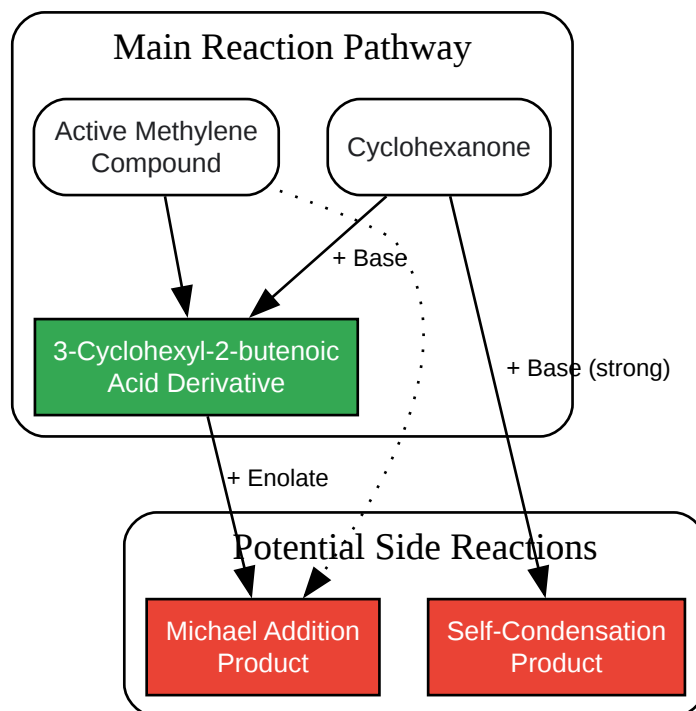 Main Reaction Pathway
Active Methylene
Compound
Cyclohexanone
+ Base
3-Cyclohexyl-2-butenoic
Acid Derivative
+ Base (strong)
+ Enolate
Potential Side Reactions
Michael Addition
Product
Self-Condensation
Product